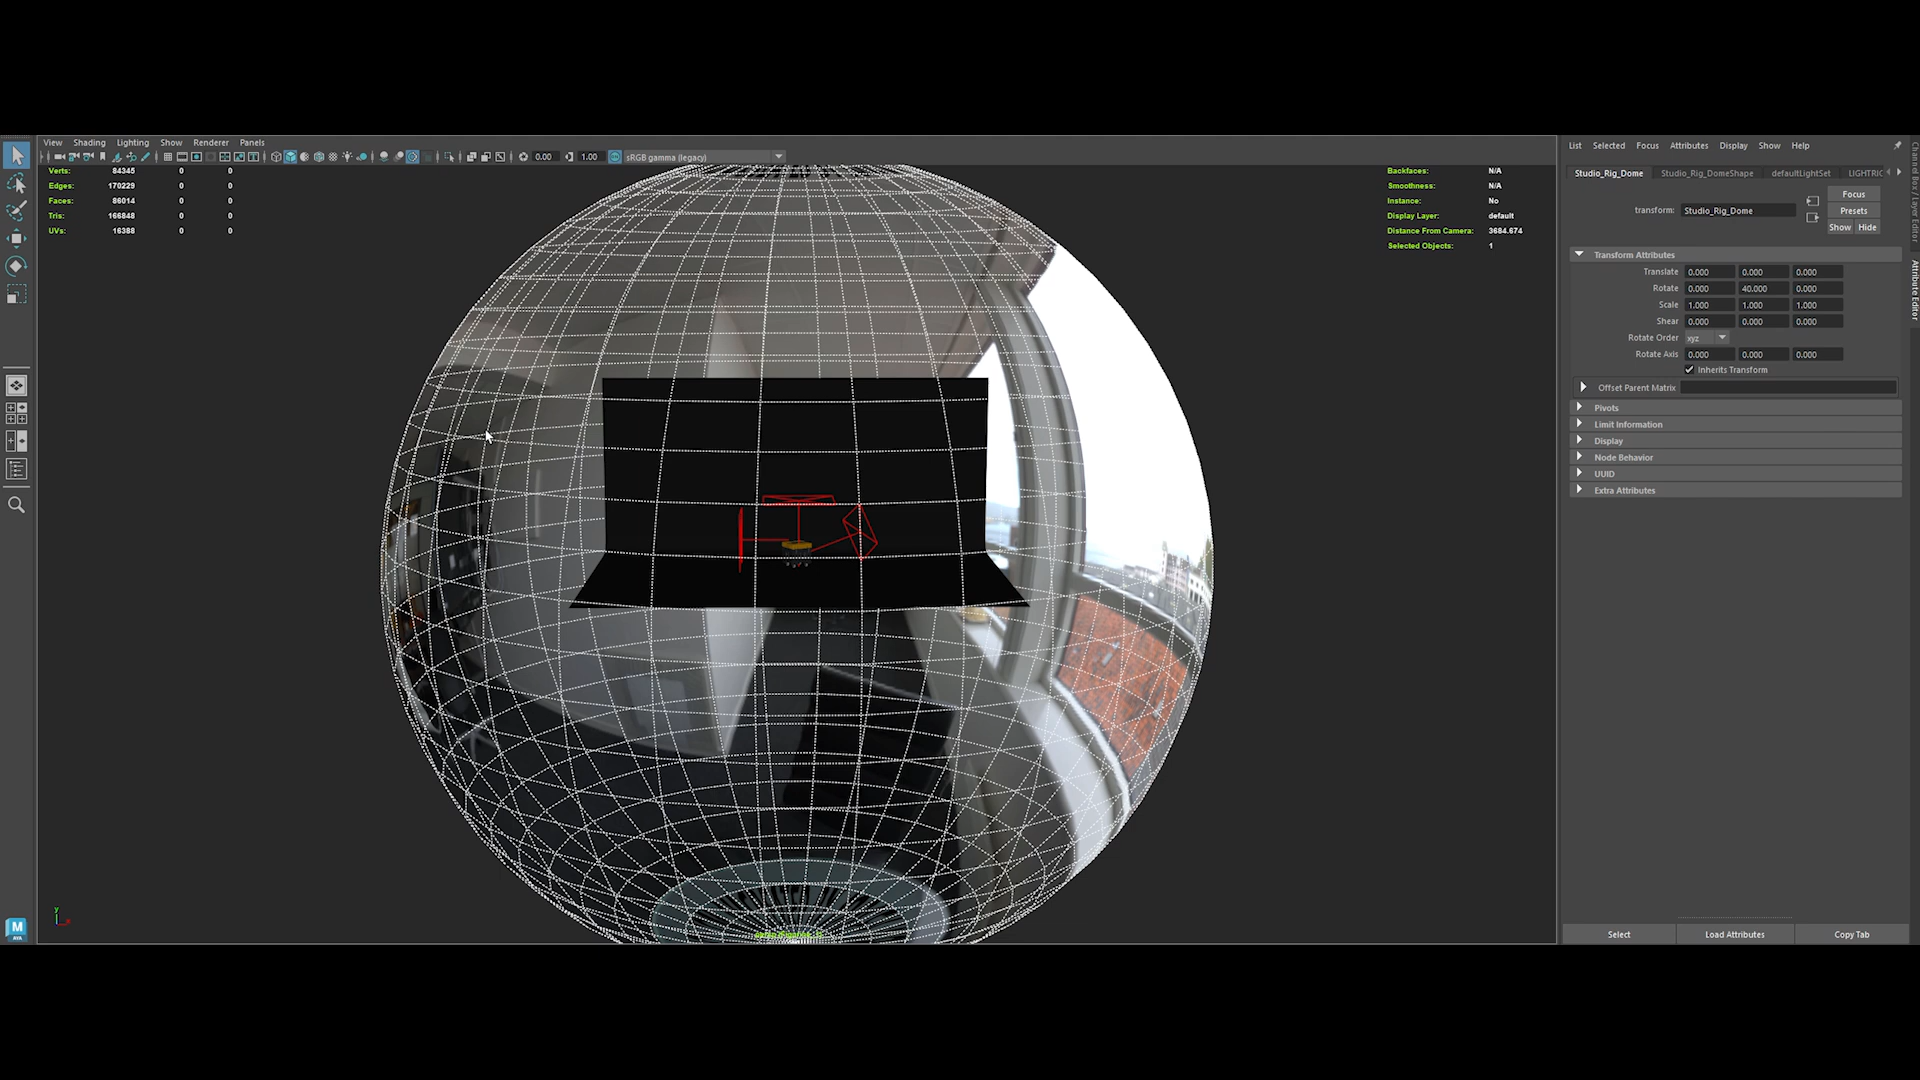 View Shading Lighting Show Renderer Panels
0.00 1.00 sRGB gamma (legacy)
Verts: 84345 0 0
Edges: 170229 0 0
Faces: 86014 0 0
Tris: 166848 0 0
UVs: 16388 0 0
Backfaces: N/A
Smoothness: N/A
Instance: No
Display Layer: default
Distance From Camera: 3684.674
Selected Objects: 1
y
x
M
List Selected Focus Attributes Display Show Help
Studio_Rig_Dome Studio_Rig_DomeShape defaultLightSet LIGHTRIC
Focus
transform: Studio_Rig_Dome Presets
Show Hide
Transform Attributes
Translate 0.000 0.000 0.000
Rotate 0.000 40.000 0.000
Scale 1.000 1.000 1.000
Shear 0.000 0.000 0.000
Rotate Order xyz
Rotate Axis 0.000 0.000 0.000
Inherits Transform
Offset Parent Matrix
Pivots
Limit Information
Display
Node Behavior
UUID
Extra Attributes
Select Load Attributes Copy Tab
Channel Box / Layer Editor
Attribute Editor